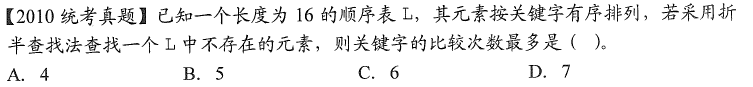 【2010 统考真题】已知一个长度为 16 的顺序表 L，其元素按关键字有序排列，若采用折
半查找法查找一个 L 中不存在的元素，则关键字的比较次数最多是（ ）。
A. 4 B. 5 C. 6 D. 7